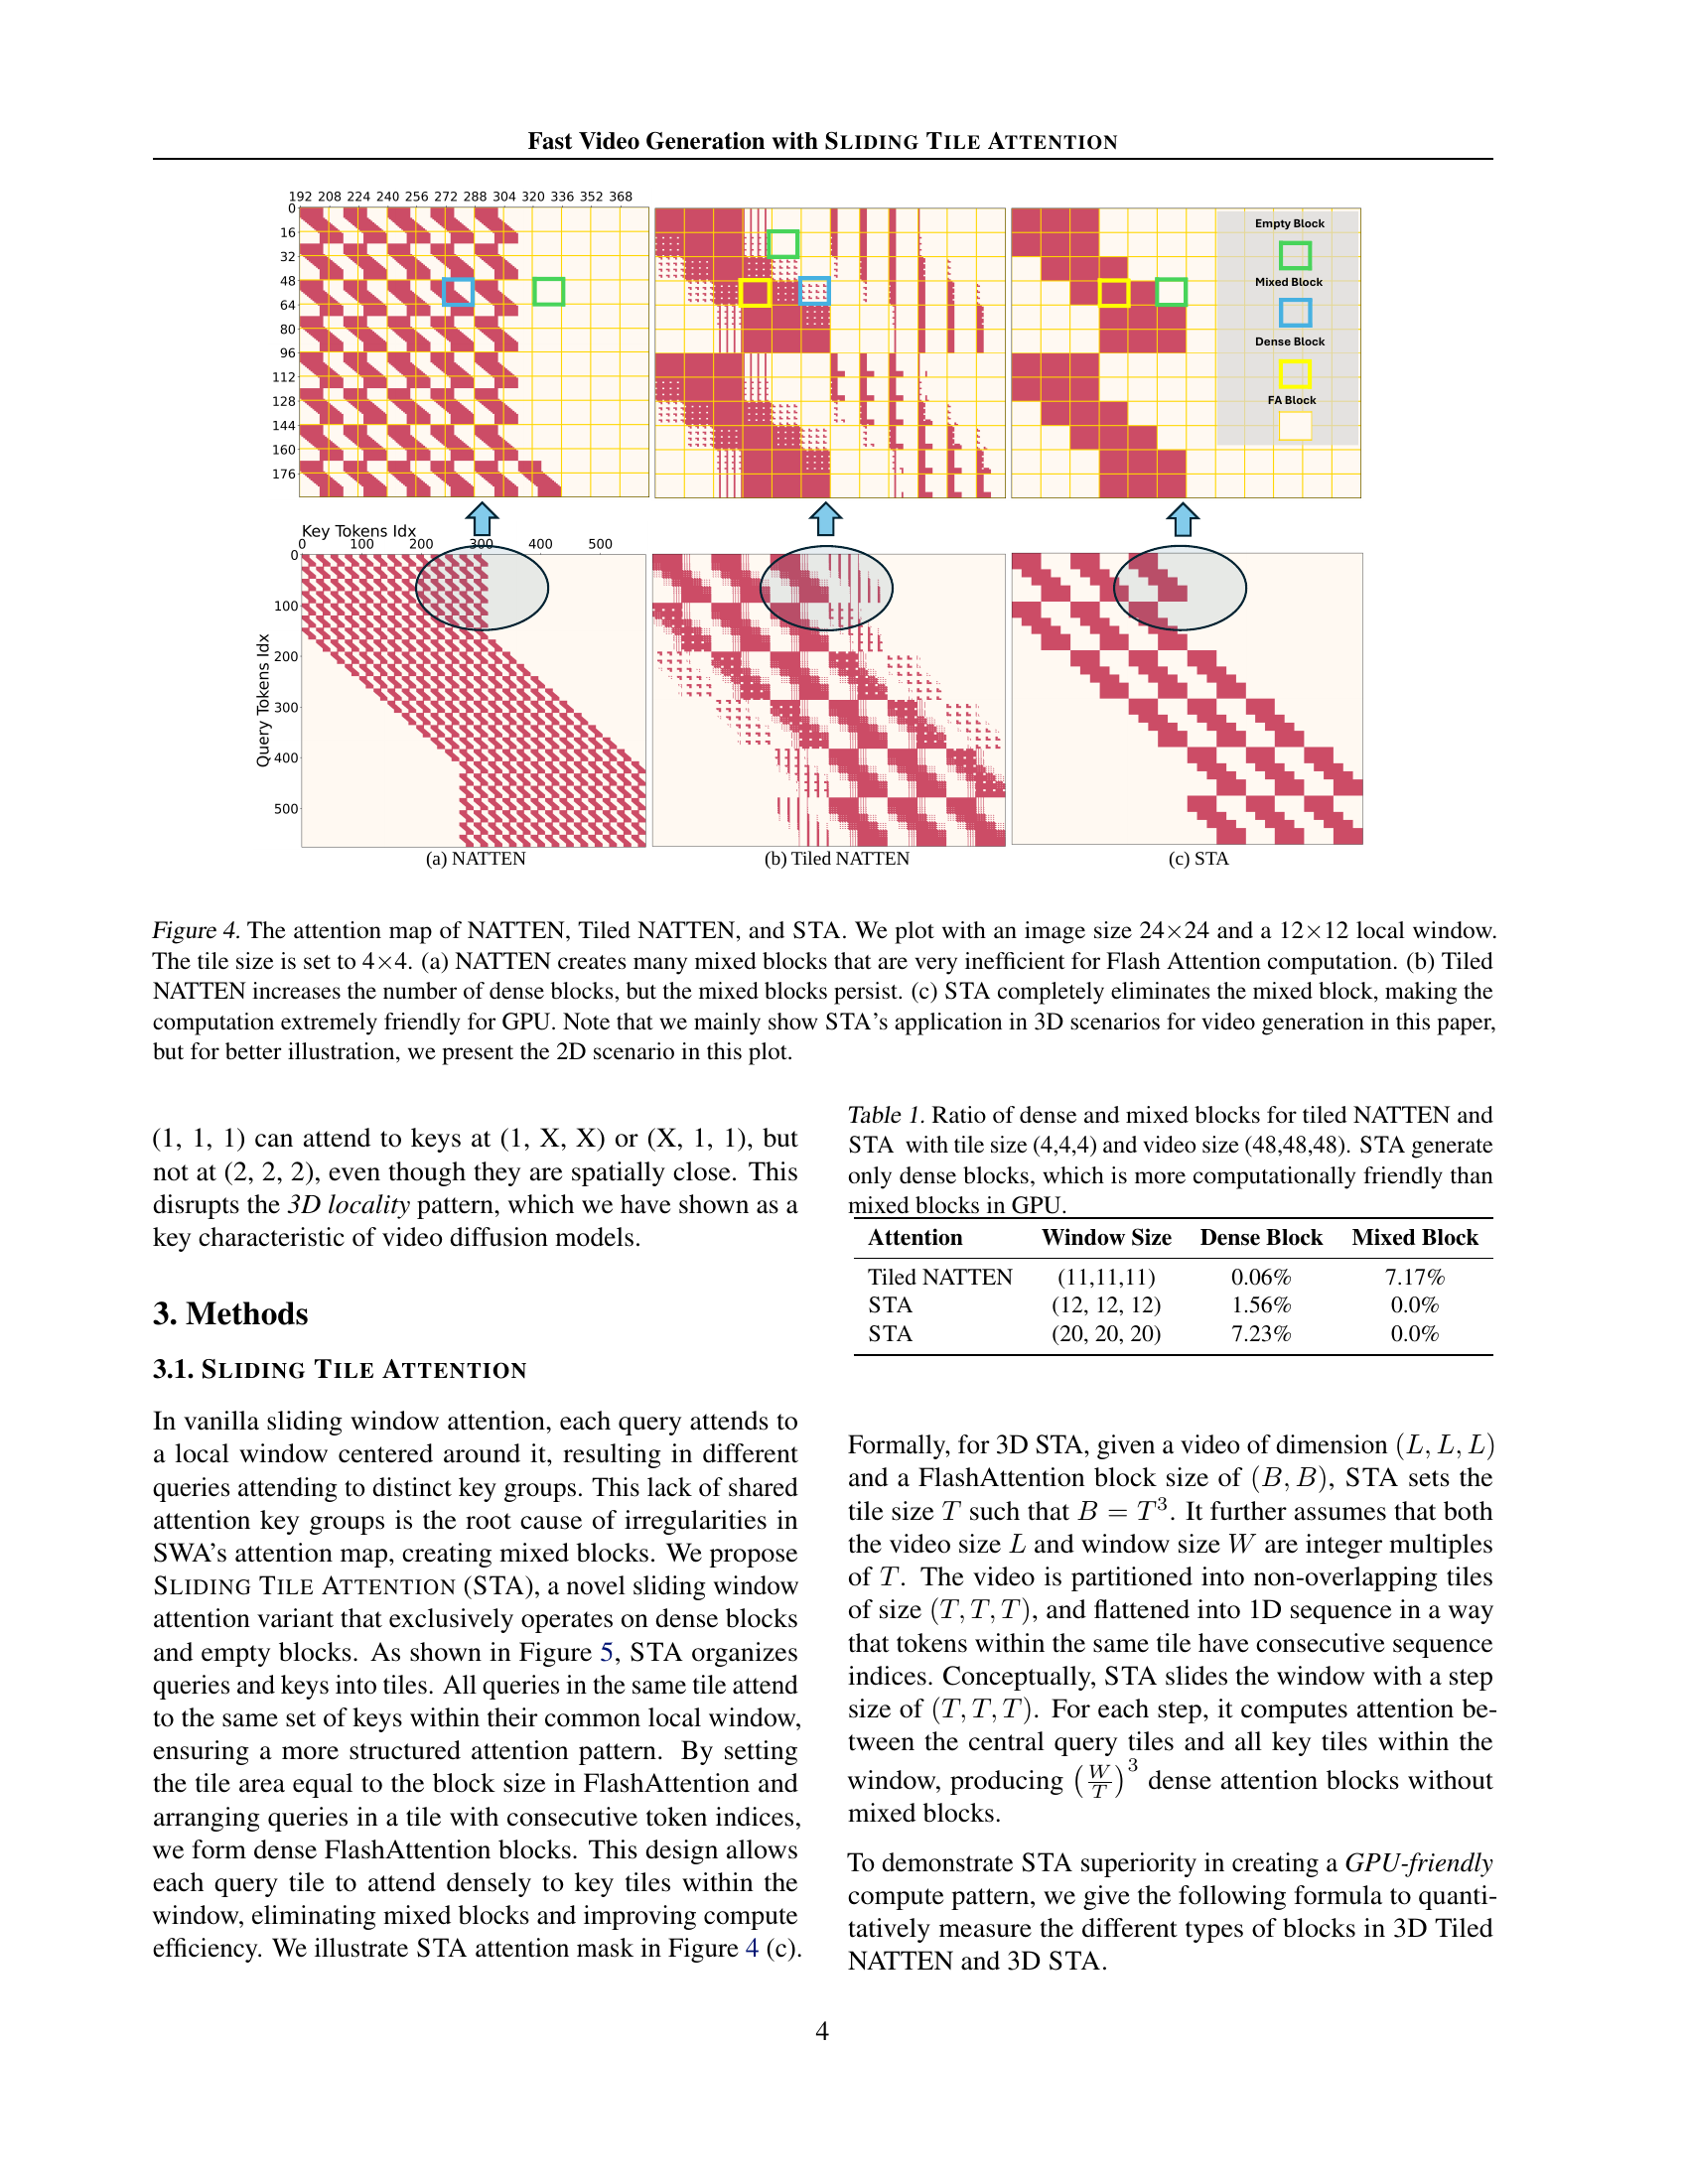 Fast Video Generation with SLIDING TILE ATTENTION
192 208 224 240 256 272 288 304 320 336 352 368
0
16
32
48
64
80
96
112
128
144
160
176
Empty Block
Mixed Block
Dense Block
FA Block
Key Tokens Idx
0 100 200 300 400 500
0
100
200
300
400
500
Query Tokens Idx
(a) NATTEN
(b) Tiled NATTEN
(c) STA
Figure 4. The attention map of NATTEN, Tiled NATTEN, and STA. We plot with an image size 24×24 and a 12×12 local window.
The tile size is set to 4×4. (a) NATTEN creates many mixed blocks that are very inefficient for Flash Attention computation. (b) Tiled
NATTEN increases the number of dense blocks, but the mixed blocks persist. (c) STA completely eliminates the mixed block, making the
computation extremely friendly for GPU. Note that we mainly show STA's application in 3D scenarios for video generation in this paper,
but for better illustration, we present the 2D scenario in this plot.
(1, 1, 1) can attend to keys at (1, X, X) or (X, 1, 1), but
not at (2, 2, 2), even though they are spatially close. This
disrupts the 3D locality pattern, which we have shown as a
key characteristic of video diffusion models.
3. Methods
3.1. SLIDING TILE ATTENTION
In vanilla sliding window attention, each query attends to
a local window centered around it, resulting in different
queries attending to distinct key groups. This lack of shared
attention key groups is the root cause of irregularities in
SWA's attention map, creating mixed blocks. We propose
SLIDING TILE ATTENTION (STA), a novel sliding window
attention variant that exclusively operates on dense blocks
and empty blocks. As shown in Figure 5, STA organizes
queries and keys into tiles. All queries in the same tile attend
to the same set of keys within their common local window,
ensuring a more structured attention pattern. By setting
the tile area equal to the block size in FlashAttention and
arranging queries in a tile with consecutive token indices,
we form dense FlashAttention blocks. This design allows
each query tile to attend densely to key tiles within the
window, eliminating mixed blocks and improving compute
efficiency. We illustrate STA attention mask in Figure 4 (c).
Table 1. Ratio of dense and mixed blocks for tiled NATTEN and
STA with tile size (4,4,4) and video size (48,48,48). STA generate
only dense blocks, which is more computationally friendly than
mixed blocks in GPU.
Attention Window Size Dense Block Mixed Block
Tiled NATTEN (11,11,11) 0.06% 7.17%
STA (12, 12, 12) 1.56% 0.0%
STA (20, 20, 20) 7.23% 0.0%
Formally, for 3D STA, given a video of dimension (L, L, L)
and a FlashAttention block size of (B, B), STA sets the
tile size T such that B = T³. It further assumes that both
the video size L and window size W are integer multiples
of T. The video is partitioned into non-overlapping tiles
of size (T, T, T), and flattened into 1D sequence in a way
that tokens within the same tile have consecutive sequence
indices. Conceptually, STA slides the window with a step
size of (T, T, T). For each step, it computes attention be-
tween the central query tiles and all key tiles within the
window, producing (W/T)³ dense attention blocks without
mixed blocks.
To demonstrate STA superiority in creating a GPU-friendly
compute pattern, we give the following formula to quanti-
tatively measure the different types of blocks in 3D Tiled
NATTEN and 3D STA.
4